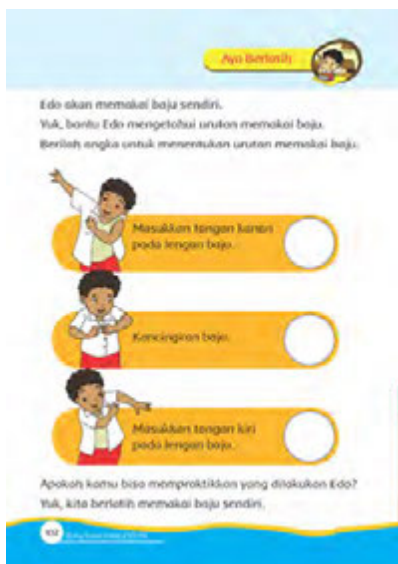 Ayo Berlatih
Edo akan memakai baju sendiri.
Yuk, bantu Edo mengetahui urutan memakai baju.
Berilah angka untuk menentukan urutan memakai baju.
Masukkan tangan kanan
pada lengan baju.
Kancingkan baju.
Masukkan tangan kiri
pada lengan baju.
Apakah kamu bisa mempraktikkan yang dilakukan Edo?
Yuk, kita berlatih memakai baju sendiri.
102